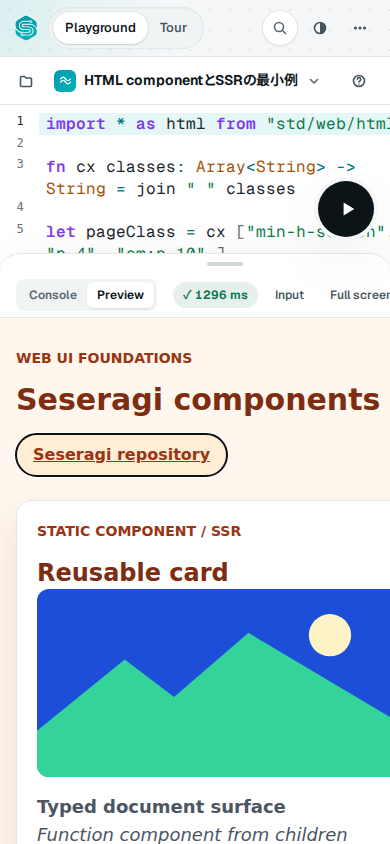 Playground Tour
HTML componentとSSRの最小例
1 import * as html from "std/web/html
2
3 fn cx classes: Array<String> ->
String = join " " classes
4
5 let pageClass = cx ["min-h-s
Console Preview ✓ 1296 ms Input Full screen
WEB UI FOUNDATIONS
Seseragi components
Seseragi repository
STATIC COMPONENT / SSR
Reusable card
Typed document surface
Function component from children